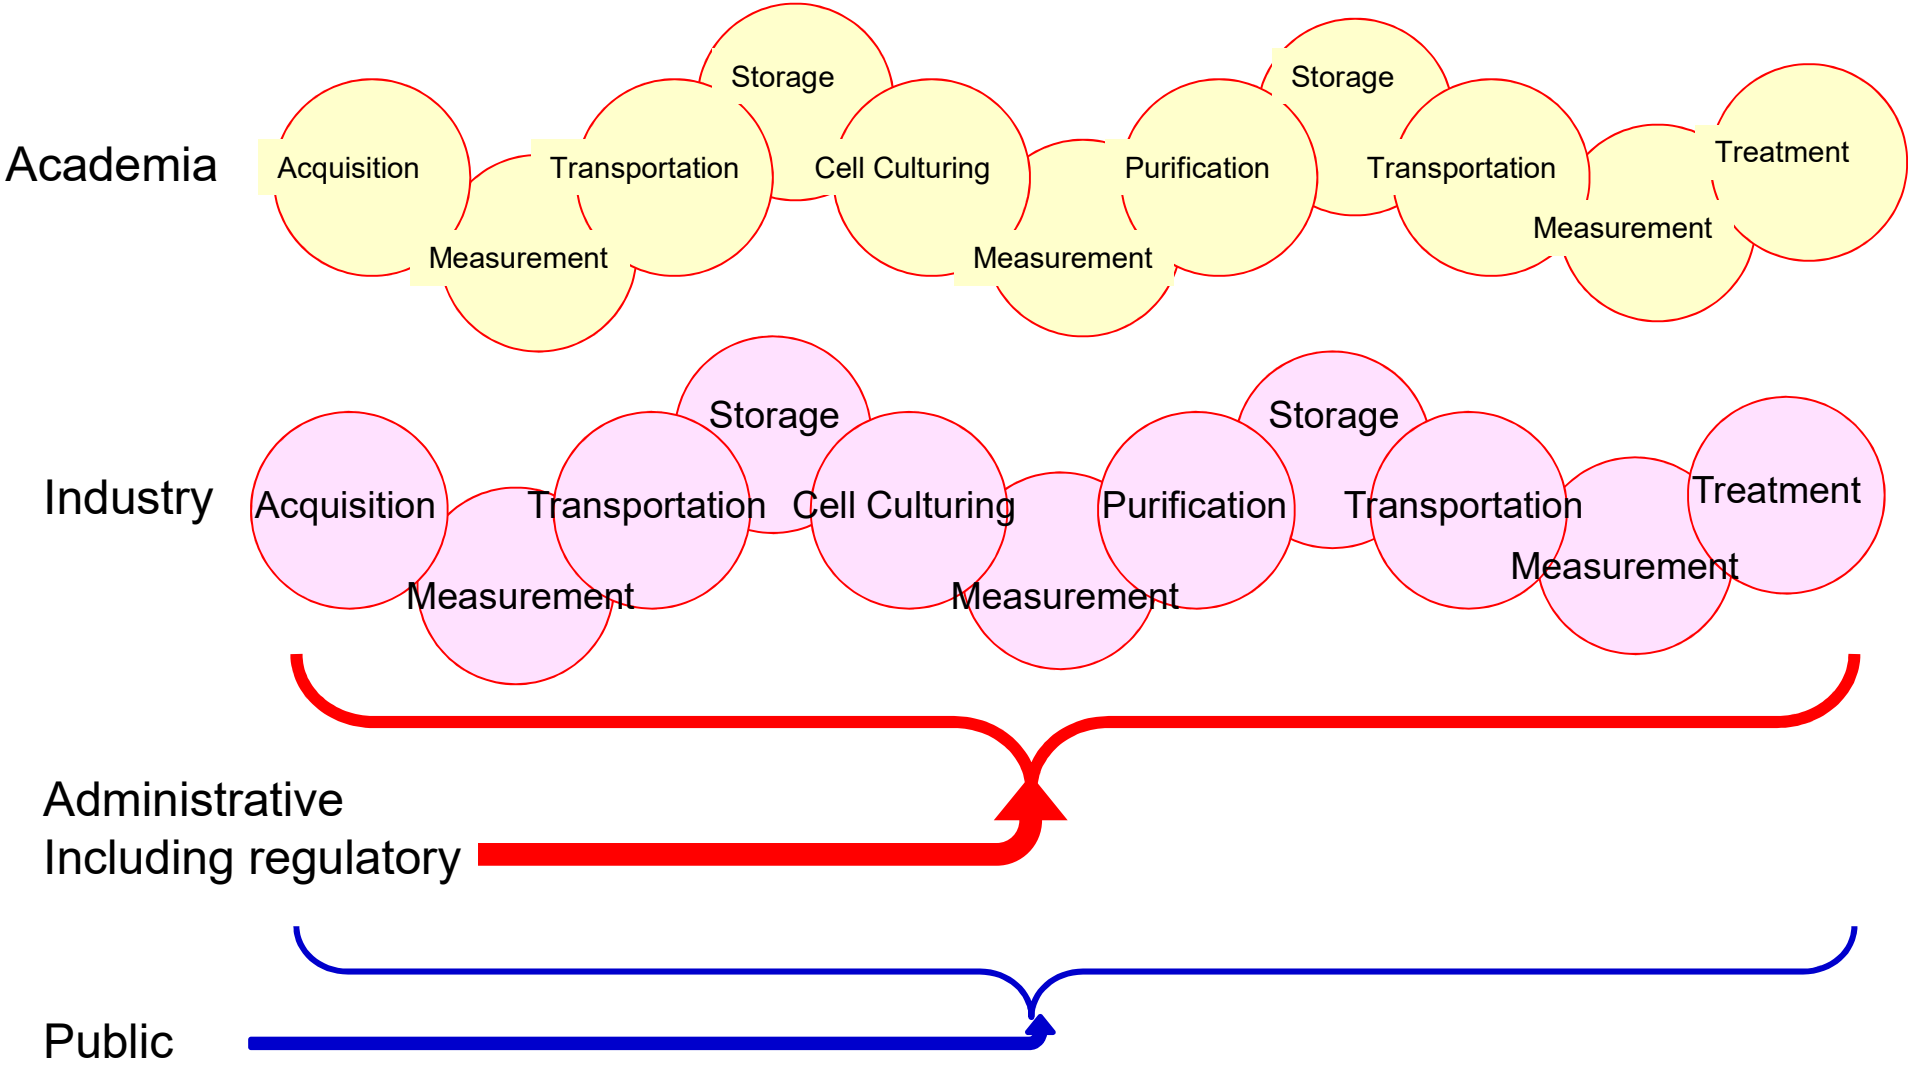 Storage
Storage
Academia
Acquisition
Transportation
Cell Culturing
Purification
Transportation
Treatment
Measurement
Measurement
Measurement
Storage
Storage
Industry
Acquisition
Transportation
Cell Culturing
Purification
Transportation
Treatment
Measurement
Measurement
Measurement
Administrative
Including regulatory
Public